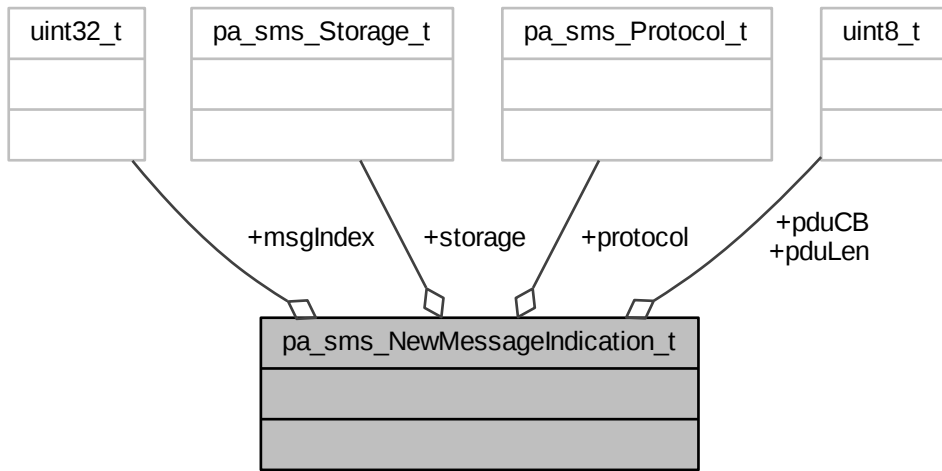 uint32_t
pa_sms_Storage_t
pa_sms_Protocol_t
uint8_t
+msgIndex
+storage
+protocol
+pduCB
+pduLen
pa_sms_NewMessageIndication_t